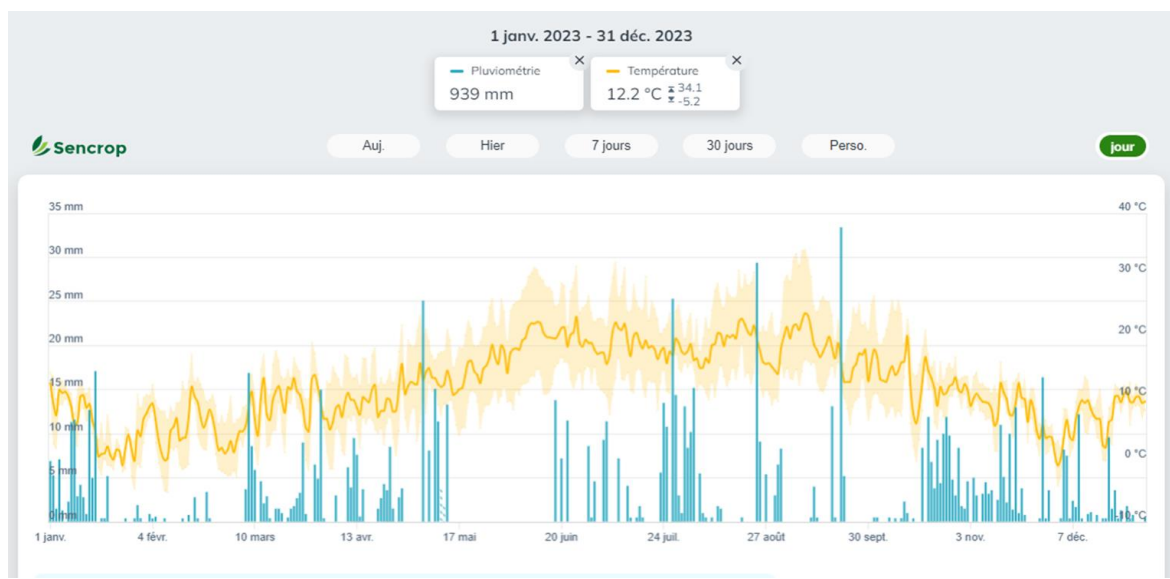 1 janv. 2023 - 31 déc. 2023
Pluviométrie
939 mm
Température
12.2 °C 34.1
-5.2
Sencrop
Auj. Hier 7 jours 30 jours Perso. jour
35 mm 40 °C
30 mm
30 °C
25 mm
20 mm 20 °C
15 mm
10 °C
10 mm
0 °C
5 mm
0 mm -10 °C
1 janv. 4 févr. 10 mars 13 avr. 17 mai 20 juin 24 juil. 27 août 30 sept. 3 nov. 7 déc.